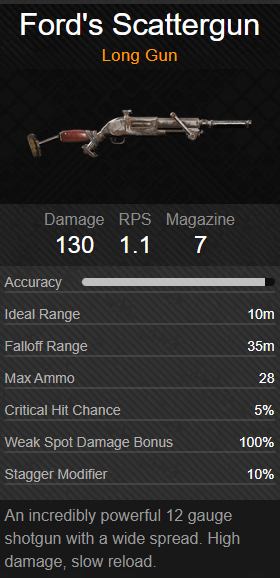 Ford's Scattergun
Long Gun
Damage RPS Magazine
130 1.1 7
Accuracy
Ideal Range 10m
Falloff Range 35m
Max Ammo 28
Critical Hit Chance 5%
Weak Spot Damage Bonus 100%
Stagger Modifier 10%
An incredibly powerful 12 gauge
shotgun with a wide spread. High
damage, slow reload.